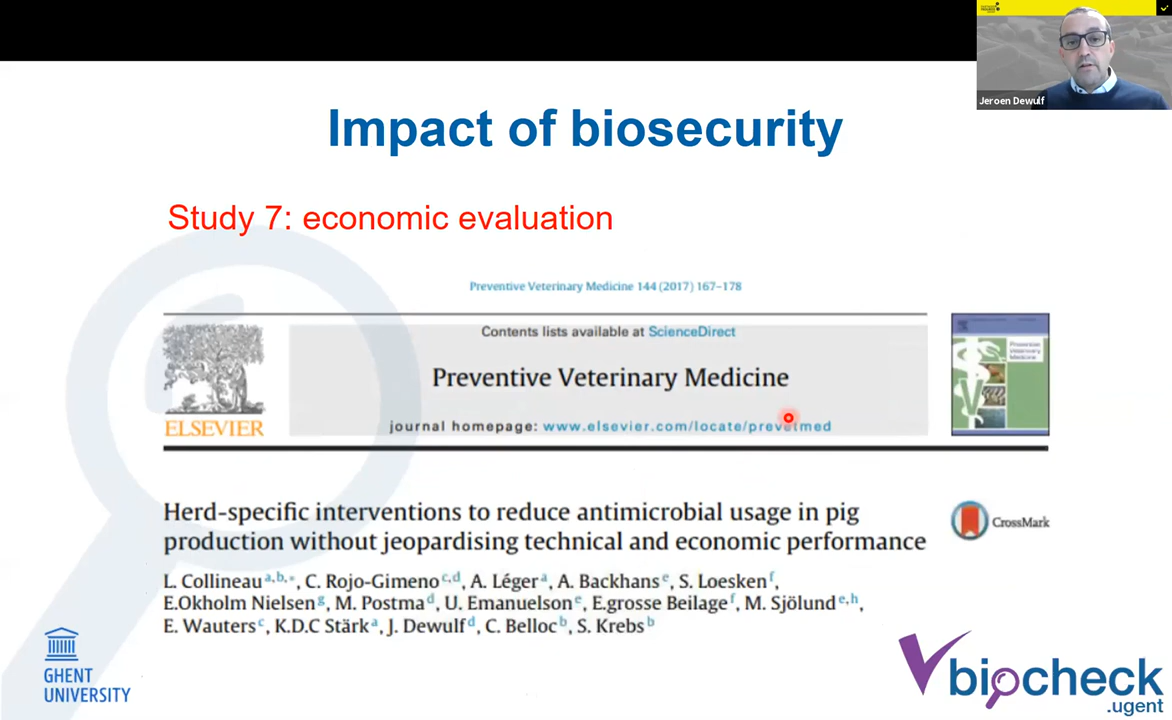 Jeroen Dewulf
Impact of biosecurity
Study 7: economic evaluation
Preventive Veterinary Medicine 144 (2017) 167–178
Contents lists available at ScienceDirect
Preventive Veterinary Medicine
journal homepage: www.elsevier.com/locate/prevetmed
ELSEVIER
Preventive
Veterinary
Medicine
Herd-specific interventions to reduce antimicrobial usage in pig
production without jeopardising technical and economic performance
CrossMark
L. Collineau a,b,*, C. Rojo-Gimeno c,d, A. Léger a, A. Backhans e, S. Loesken f,
E.Okholm Nielsen g, M. Postma d, U. Emanuelson e, E.grosse Beilage f, M. Sjölund e,h,
E. Wauters c, K.D.C Stärk a, J. Dewulf d, C. Belloc b, S. Krebs b
GHENT
UNIVERSITY
biocheck
.ugent